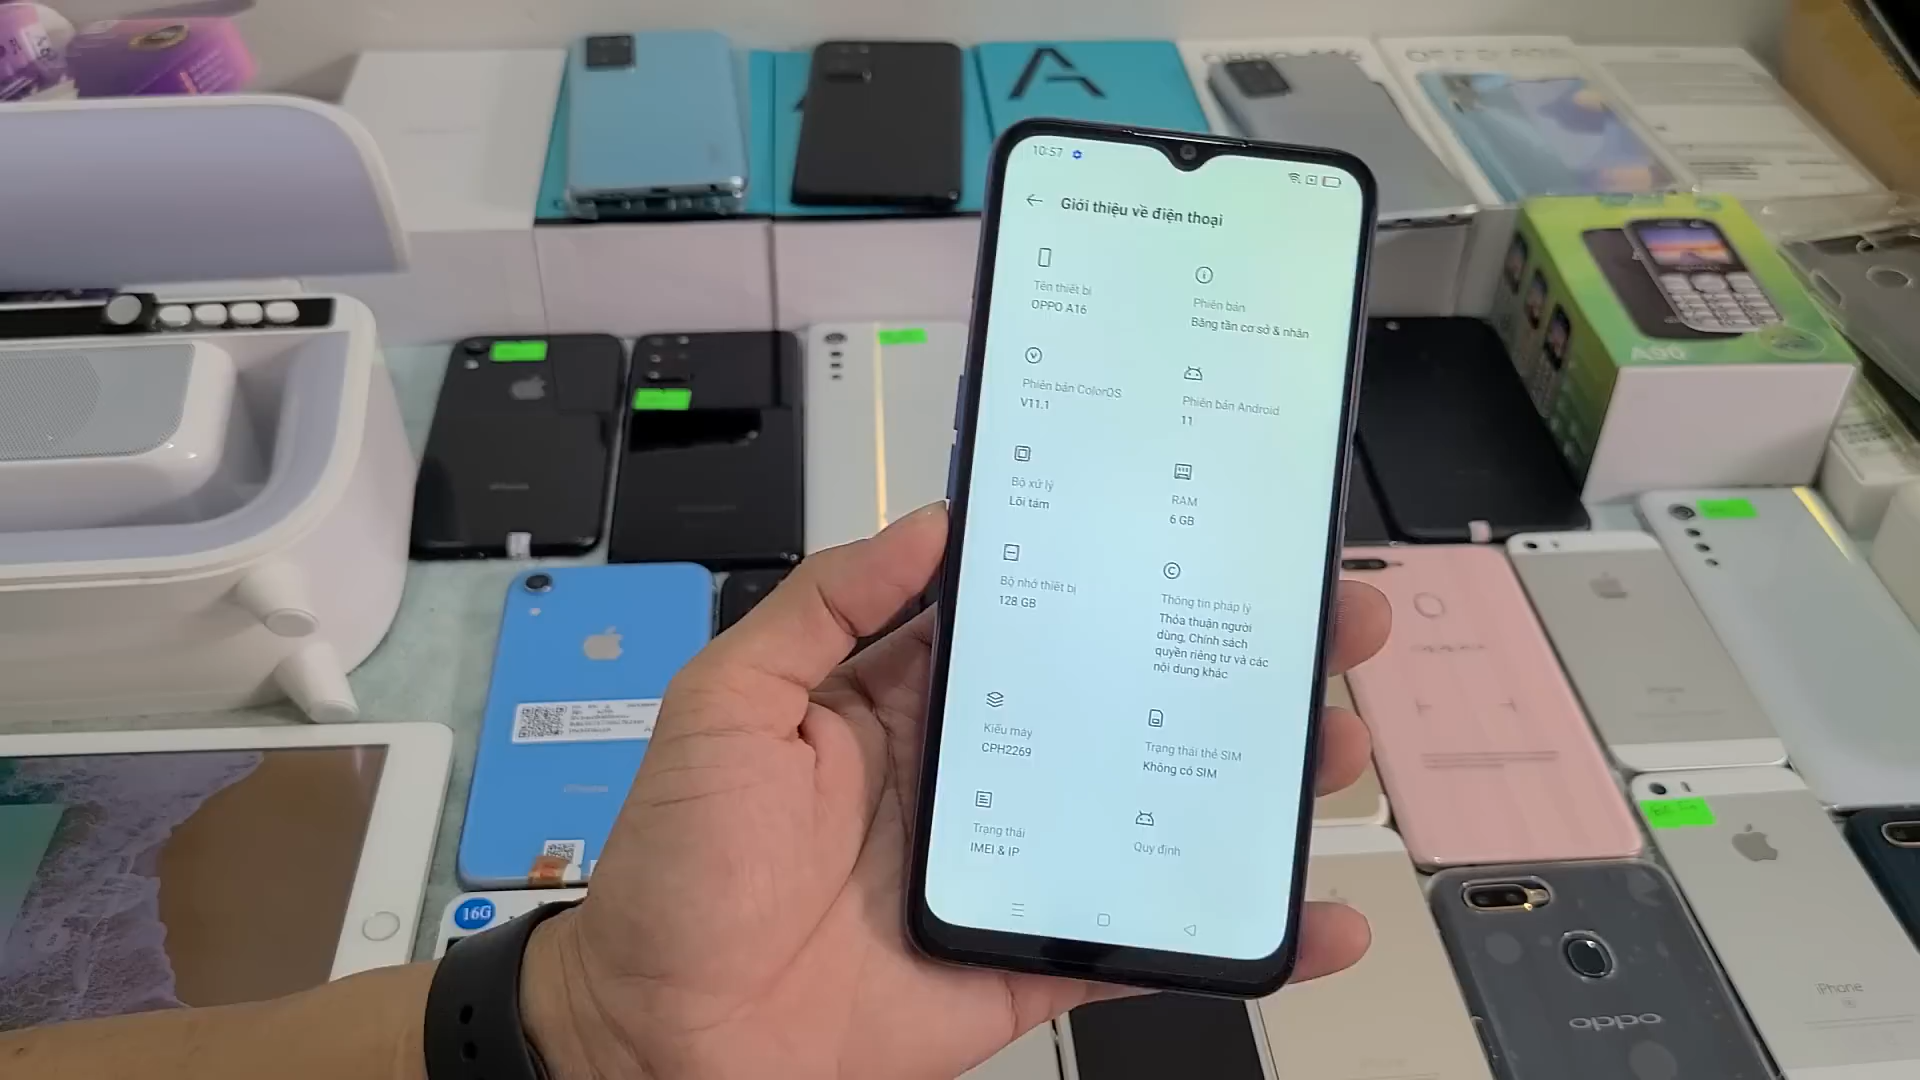 10:57
Giới thiệu về điện thoại
Tên thiết bị
OPPO A16
Phiên bản
Băng tần cơ sở & nhân
Phiên bản ColorOS
V11.1
Phiên bản Android
11
Bộ xử lý
Lõi tám
RAM
6 GB
Bộ nhớ thiết bị
128 GB
Thông tin pháp lý
Thỏa thuận người
dùng, Chính sách
quyền riêng tư và các
nội dung khác
Kiểu máy
CPH2269
Trạng thái thẻ SIM
Không có SIM
Trạng thái
IMEI & IP
Quy định
A
A90
16G
oppo
iPhone